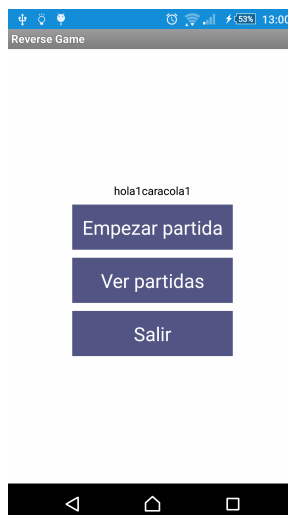 53% 13:00
Reverse Game
hola1caracola1
Empezar partida
Ver partidas
Salir